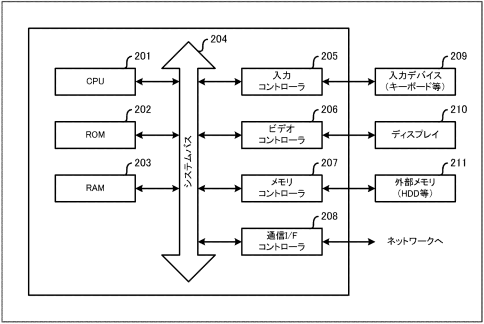 201
CPU
202
ROM
203
RAM
204
システムバス
205
入力
コントローラ
206
ビデオ
コントローラ
207
メモリ
コントローラ
208
通信I/F
コントローラ
209
入力デバイス
(キーボード等)
210
ディスプレイ
211
外部メモリ
(HDD等)
ネットワークへ